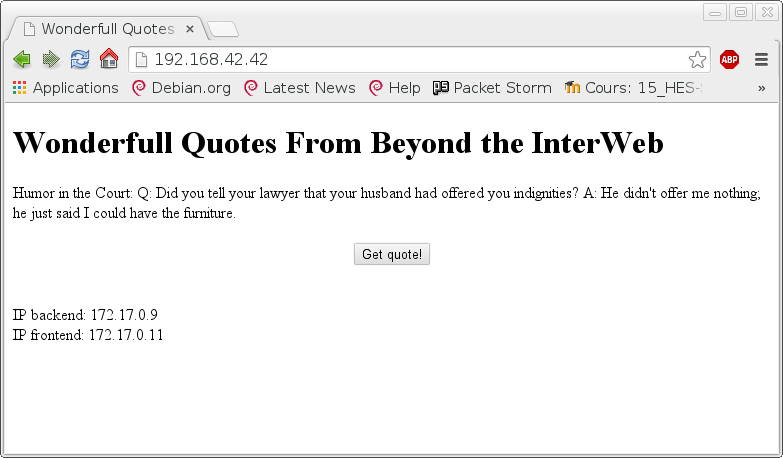 Wonderfull Quotes
192.168.42.42
ABP
Applications Debian.org Latest News Help Packet Storm Cours: 15_HES- »
Wonderfull Quotes From Beyond the InterWeb
Humor in the Court: Q: Did you tell your lawyer that your husband had offered you indignities? A: He didn't offer me nothing;
he just said I could have the furniture.
Get quote!
IP backend: 172.17.0.9
IP frontend: 172.17.0.11